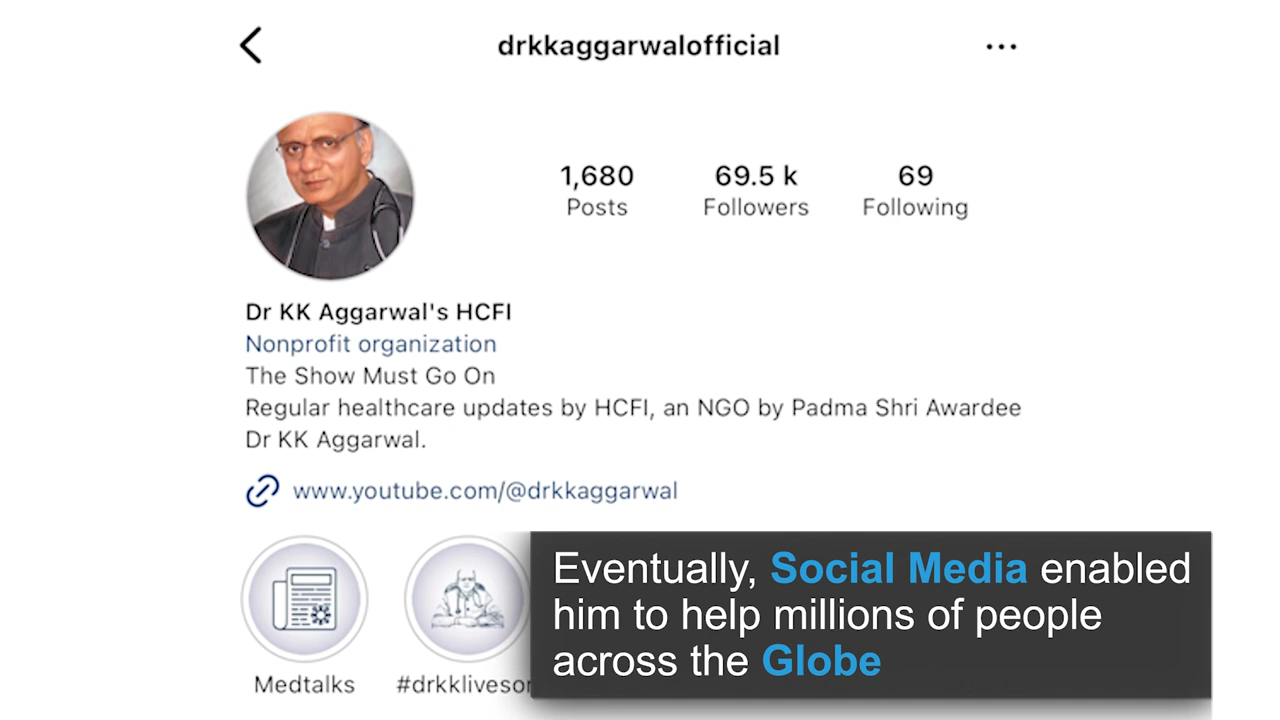 drkkaggarwalofficial
1,680
Posts
69.5 k
Followers
69
Following
Dr KK Aggarwal's HCFI
Nonprofit organization
The Show Must Go On
Regular healthcare updates by HCFI, an NGO by Padma Shri Awardee
Dr KK Aggarwal.
www.youtube.com/@drkkaggarwal
Medtalks
#drkklivesor
Eventually, Social Media enabled
him to help millions of people
across the Globe